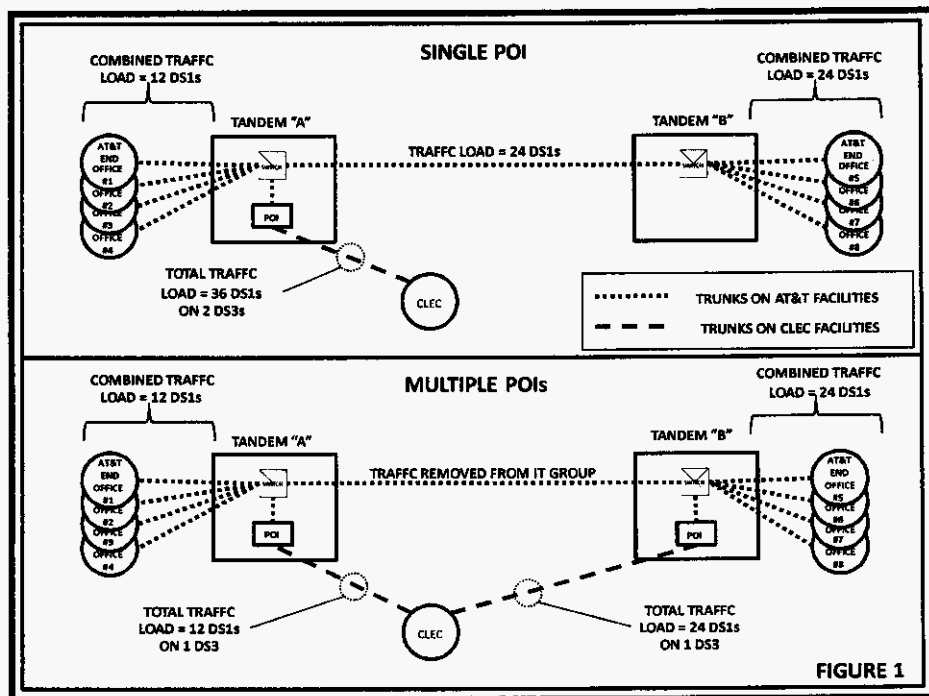 SINGLE POI
COMBINED TRAFFC
LOAD = 12 DS1s
COMBINED TRAFFC
LOAD = 24 DS1s
TANDEM "A"
TANDEM "B"
AT&T
END
OFFICE
#1
OFFICE
#2
OFFICE
#3
OFFICE
#4
SWITCH
TRAFFC LOAD = 24 DS1s
SWITCH
AT&T
END
OFFICE
#5
OFFICE
#6
OFFICE
#7
OFFICE
#8
POI
TOTAL TRAFFC
LOAD = 36 DS1s
ON 2 DS3s
CLEC
TRUNKS ON AT&T FACILITIES
TRUNKS ON CLEC FACILITIES
MULTIPLE POIs
COMBINED TRAFFC
LOAD = 12 DS1s
COMBINED TRAFFC
LOAD = 24 DS1s
TANDEM "A"
TANDEM "B"
AT&T
END
OFFICE
#1
OFFICE
#2
OFFICE
#3
OFFICE
#4
SWITCH
TRAFFC REMOVED FROM IT GROUP
SWITCH
AT&T
END
OFFICE
#5
OFFICE
#6
OFFICE
#7
OFFICE
#8
POI
POI
TOTAL TRAFFC
LOAD = 12 DS1s
ON 1 DS3
CLEC
TOTAL TRAFFC
LOAD = 24 DS1s
ON 1 DS3
FIGURE 1